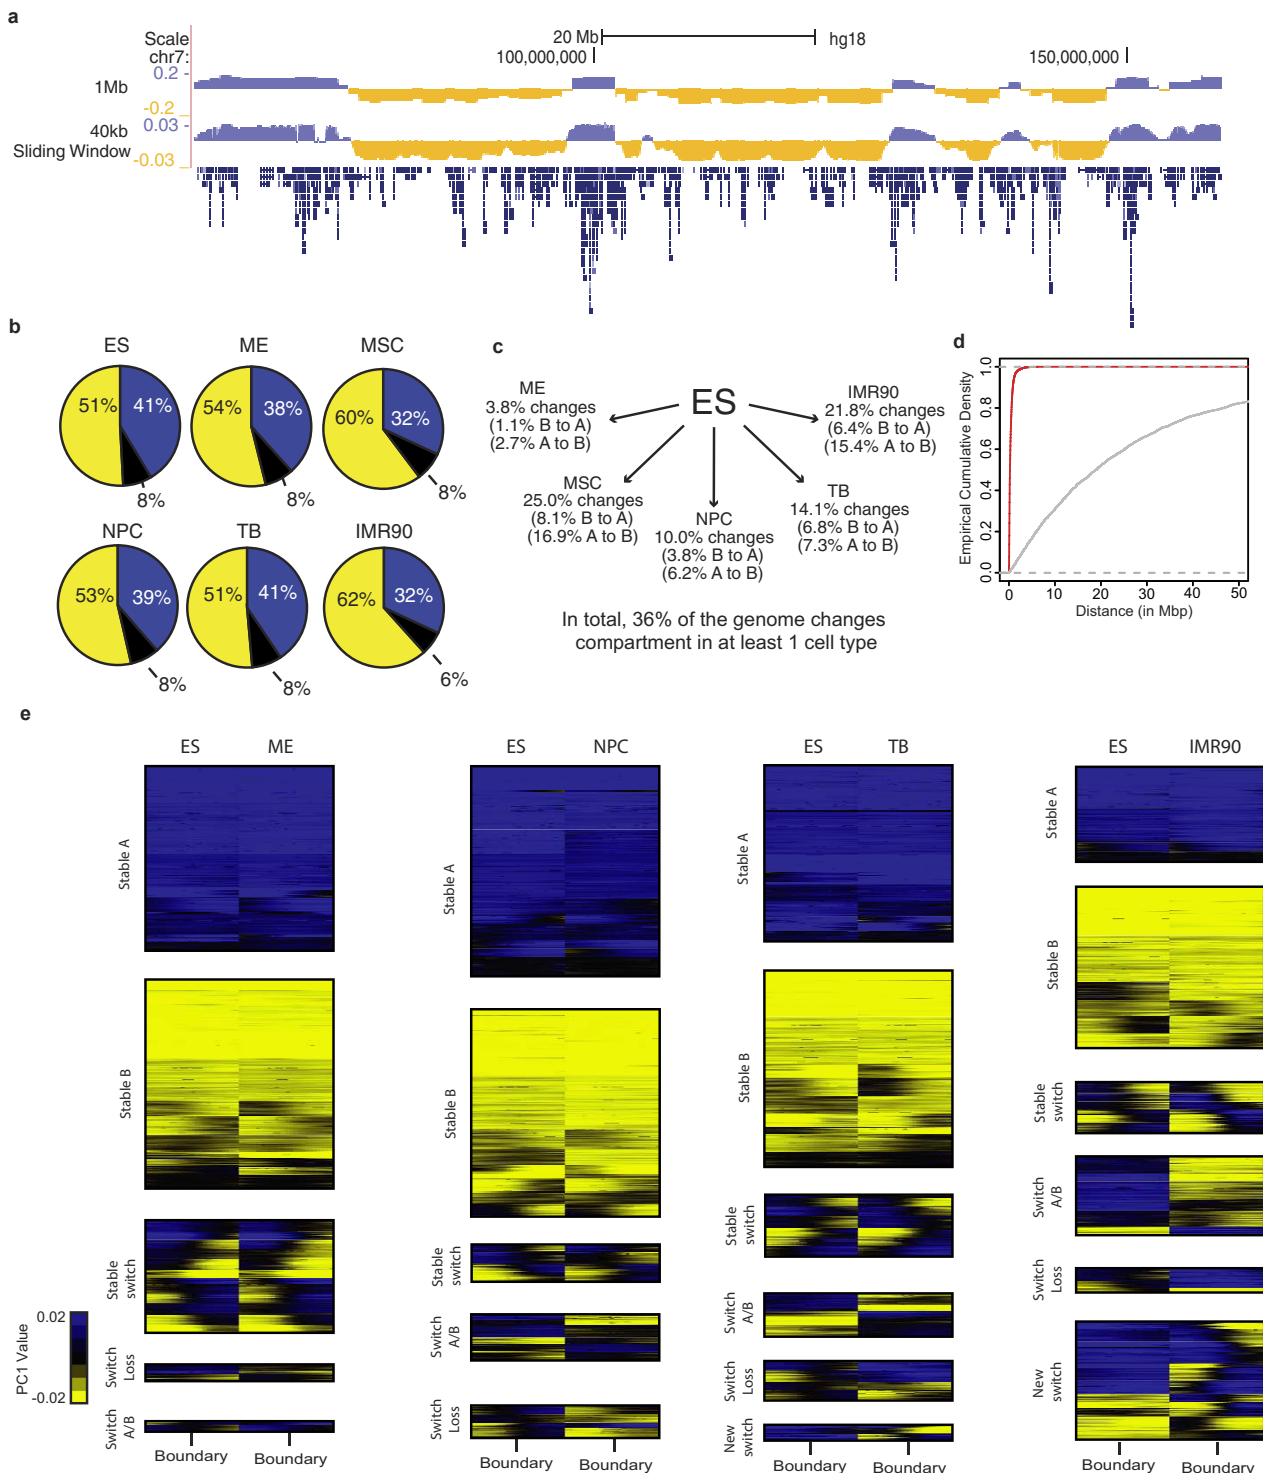 a
Scale
20 Mb
hg18
chr7:
100,000,000
150,000,000
0.2 -
1Mb
-0.2 _
0.03 -
40kb
Sliding Window
-0.03 _
b
ES
ME
MSC
51%
41%
8%
54%
38%
8%
60%
32%
8%
NPC
TB
IMR90
53%
39%
8%
51%
41%
8%
62%
32%
6%
c
ES
ME
3.8% changes
(1.1% B to A)
(2.7% A to B)
IMR90
21.8% changes
(6.4% B to A)
(15.4% A to B)
MSC
25.0% changes
(8.1% B to A)
(16.9% A to B)
NPC
10.0% changes
(3.8% B to A)
(6.2% A to B)
TB
14.1% changes
(6.8% B to A)
(7.3% A to B)
In total, 36% of the genome changes
compartment in at least 1 cell type
d
Empirical Cumulative Density
1.0
0.8
0.6
0.4
0.2
0.0
0 10 20 30 40 50
Distance (in Mbp)
e
ES ME
Stable A
Stable B
Stable
switch
Switch
Loss
Switch
A/B
Boundary Boundary
PC1 Value
0.02
-0.02
ES NPC
Stable A
Stable B
Stable
switch
Switch
A/B
Switch
Loss
Boundary Boundary
ES TB
Stable A
Stable B
Stable
switch
Switch
A/B
Switch
Loss
New
switch
Boundary Boundary
ES IMR90
Stable A
Stable B
Stable
switch
Switch
A/B
Switch
Loss
New
switch
Boundary Boundary